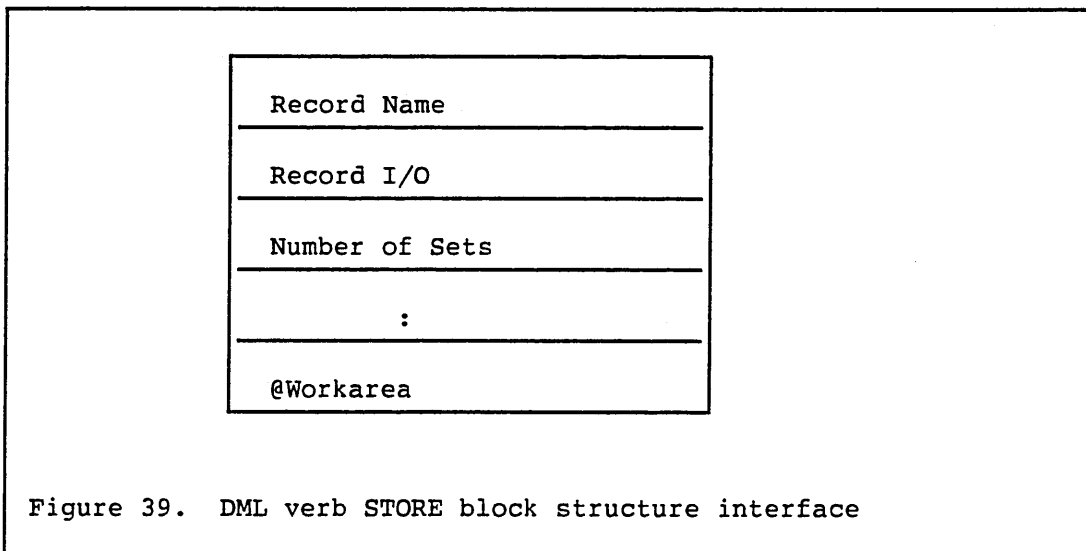 Record Name
Record I/O
Number of Sets
:
@Workarea
Figure 39. DML verb STORE block structure interface